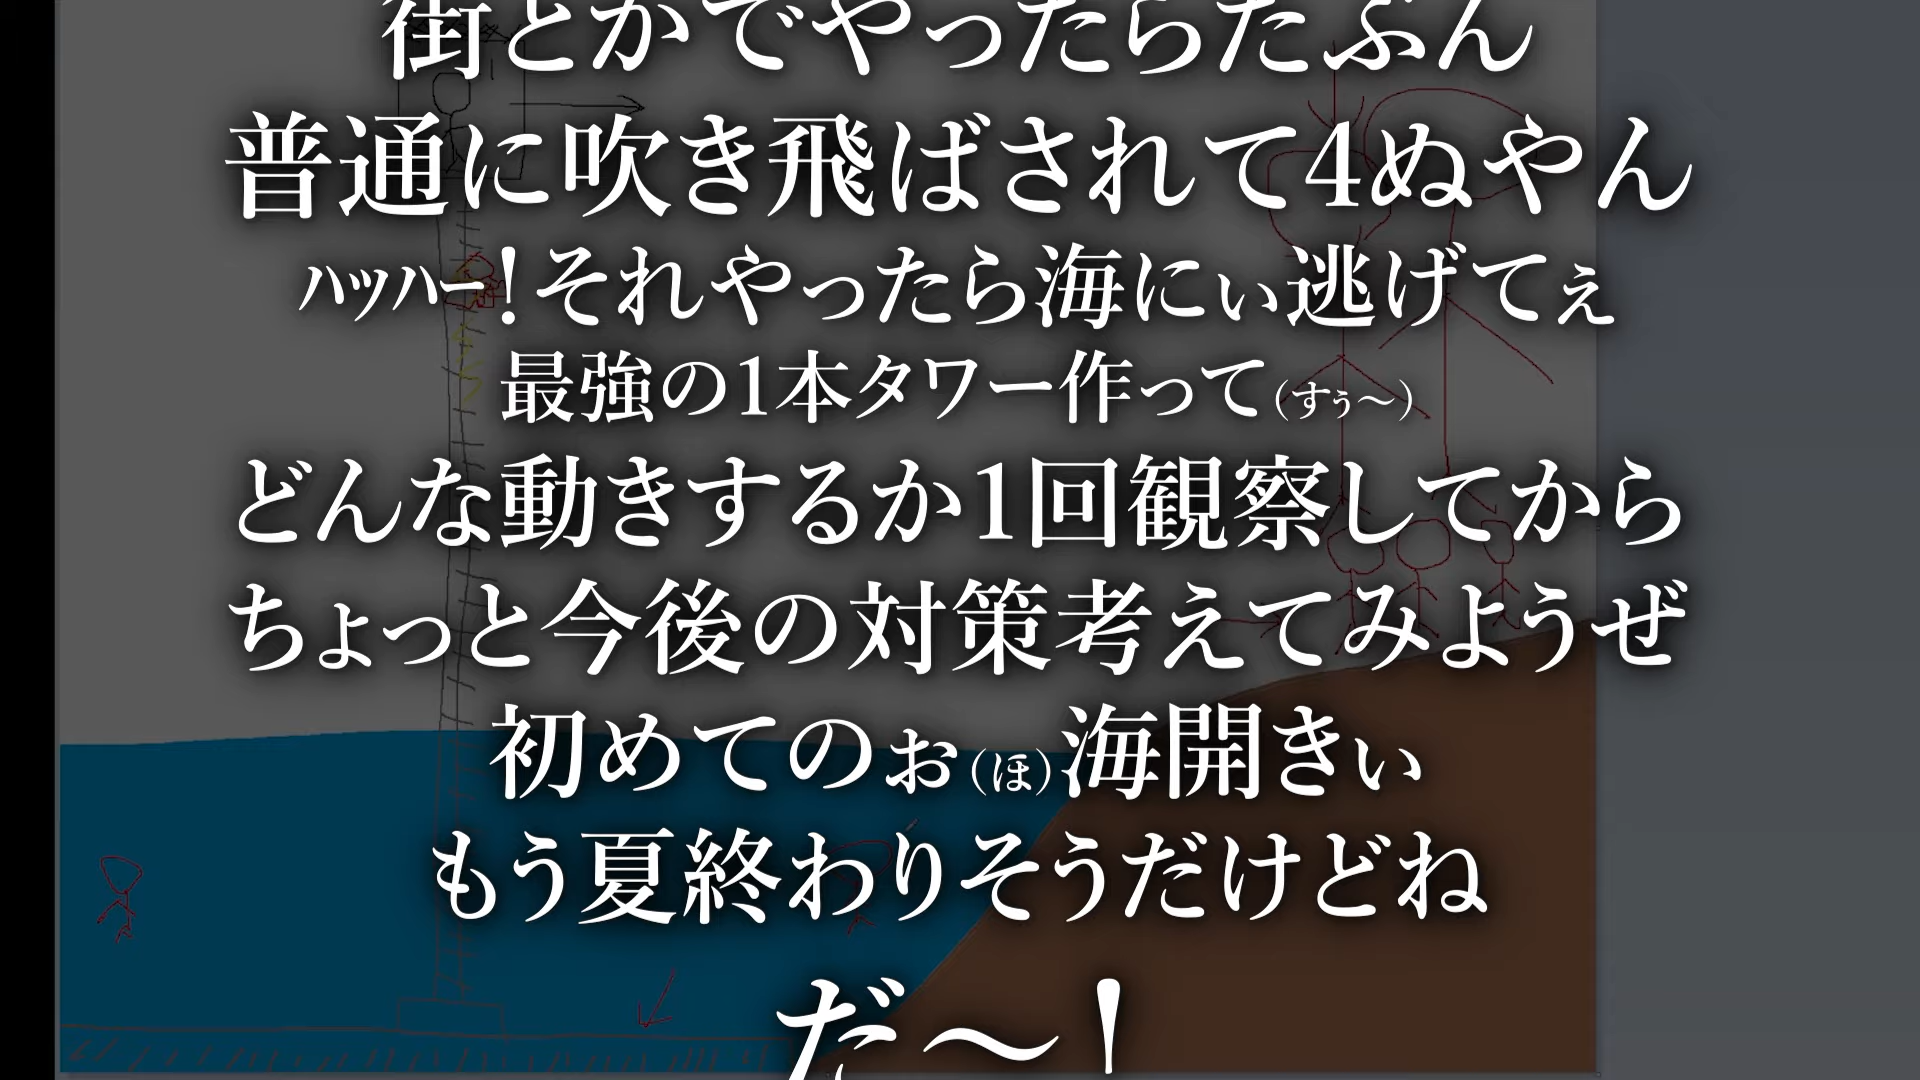 街とかでやったらたぶん
普通に吹き飛ばされて4ぬやん
ハッハー！それやったら海にぃ逃げてぇ
最強の1本タワー作って（すぅ〜）
どんな動きするか1回観察してから
ちょっと今後の対策考えてみようぜ
初めてのぉ（ほ）海開きぃ
もう夏終わりそうだけどね
だ〜！